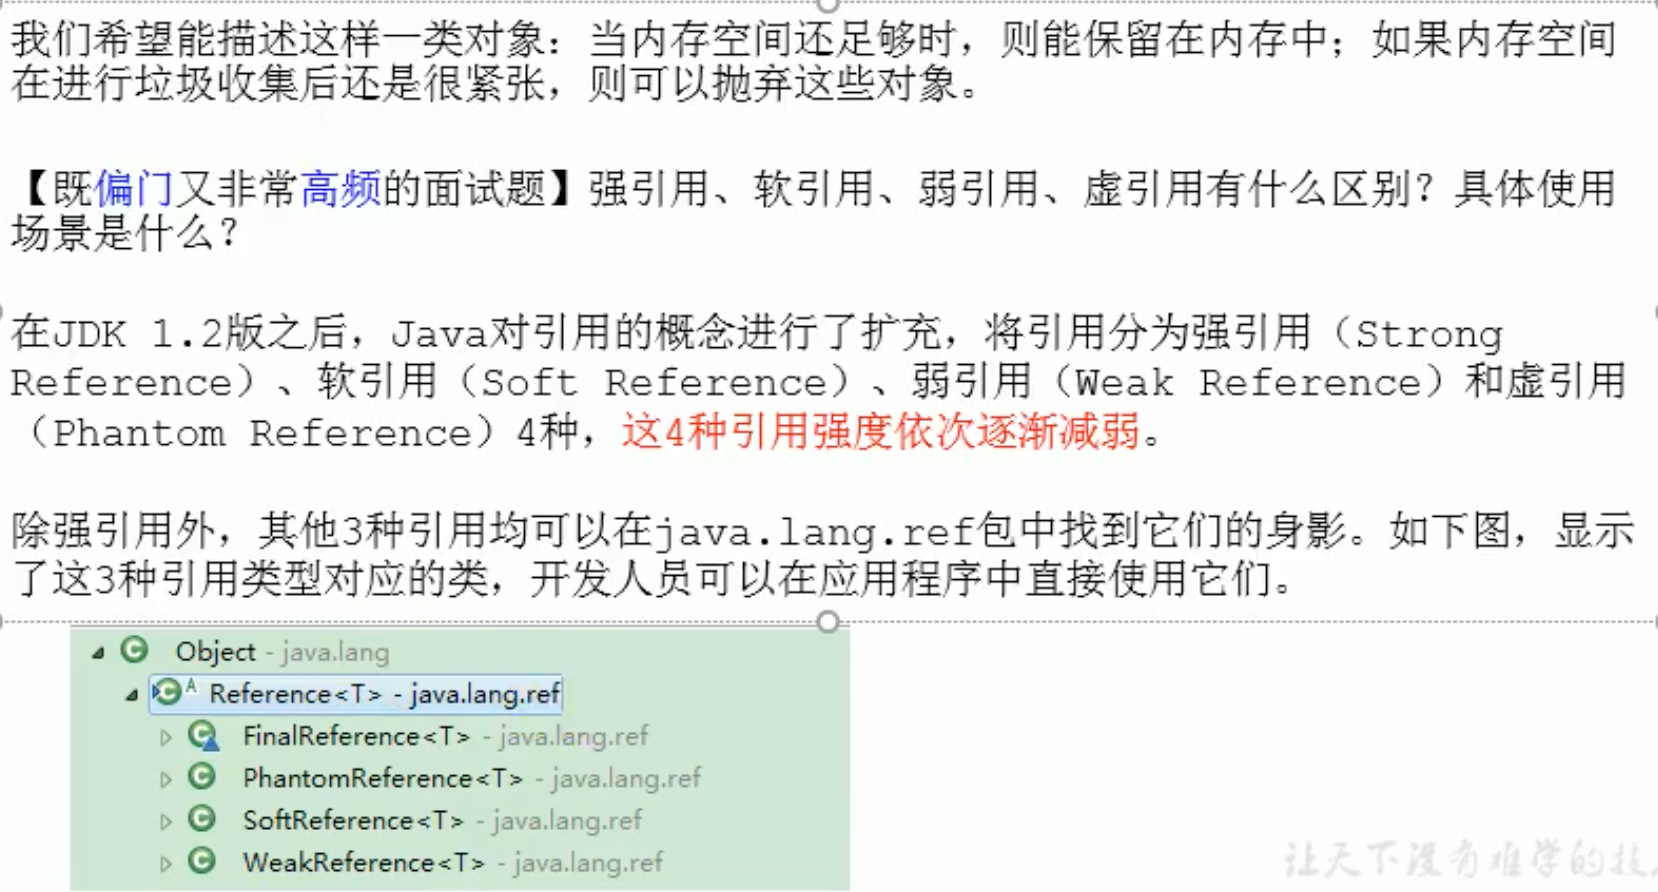 我们希望能描述这样一类对象：当内存空间还足够时，则能保留在内存中；如果内存空间
在进行垃圾收集后还是很紧张，则可以抛弃这些对象。
【既偏门又非常高频的面试题】强引用、软引用、弱引用、虚引用有什么区别？具体使用
场景是什么？
在JDK 1.2版之后，Java对引用的概念进行了扩充，将引用分为强引用（Strong
Reference）、软引用（Soft Reference）、弱引用（Weak Reference）和虚引用
（Phantom Reference）4种，这4种引用强度依次逐渐减弱。
除强引用外，其他3种引用均可以在java.lang.ref包中找到它们的身影。如下图，显示
了这3种引用类型对应的类，开发人员可以在应用程序中直接使用它们。
Object - java.lang
Reference<T> - java.lang.ref
FinalReference<T> - java.lang.ref
PhantomReference<T> - java.lang.ref
SoftReference<T> - java.lang.ref
WeakReference<T> - java.lang.ref
让天下没有难学的技